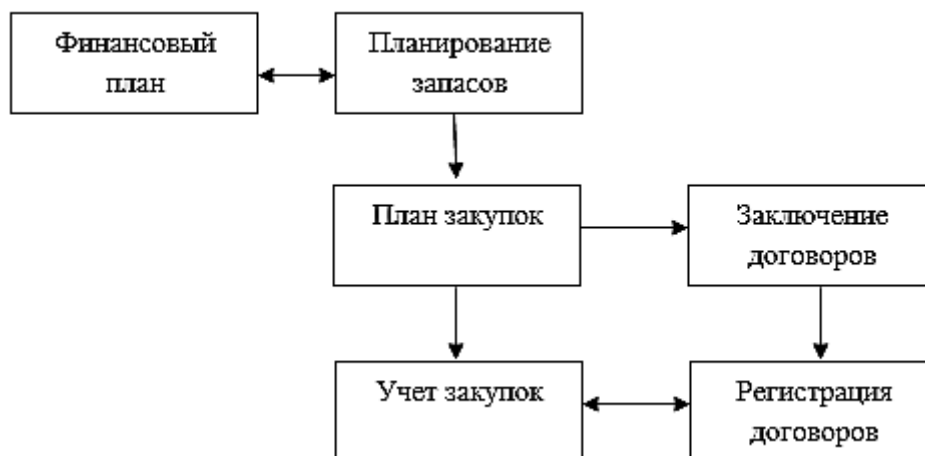 Финансовый
план
Планирование
запасов
План закупок
Заключение
договоров
Учет закупок
Регистрация
договоров